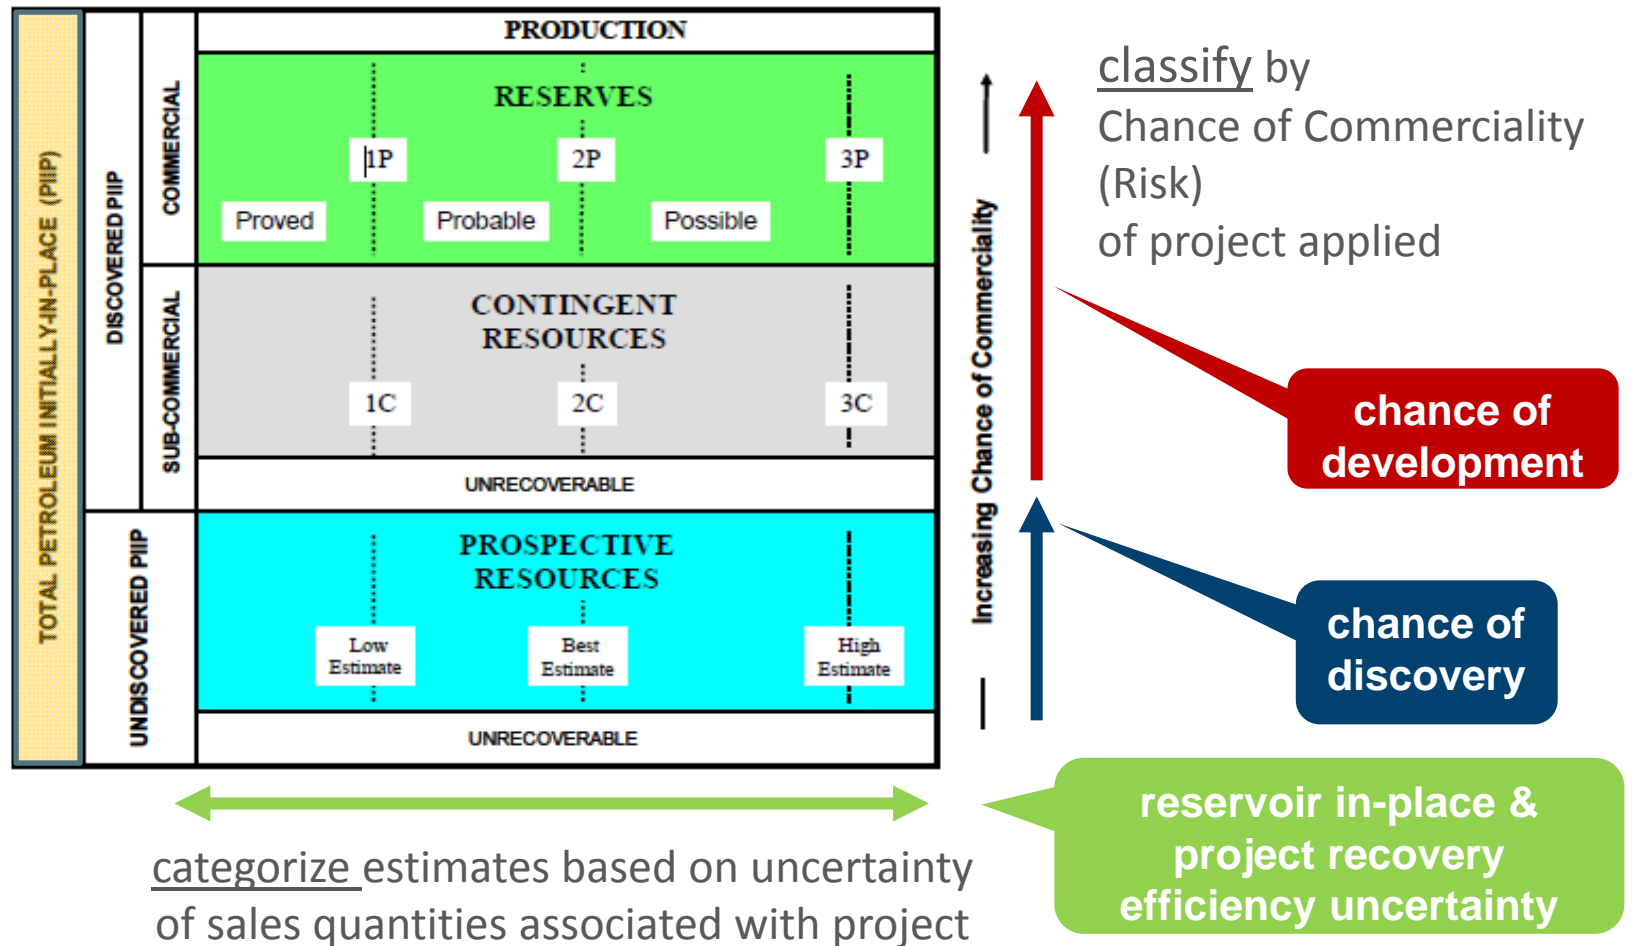 TOTAL PETROLEUM INITIALLY-IN-PLACE (PIIP)
DISCOVERED PIIP
UNDISCOVERED PIIP
COMMERCIAL
SUB-COMMERCIAL
PRODUCTION
RESERVES
1P
2P
3P
Proved
Probable
Possible
CONTINGENT
RESOURCES
1C
2C
3C
UNRECOVERABLE
PROSPECTIVE
RESOURCES
Low
Estimate
Best
Estimate
High
Estimate
UNRECOVERABLE
Increasing Chance of Commerciality
classify by
Chance of Commerciality
(Risk)
of project applied
chance of
development
chance of
discovery
reservoir in-place &
project recovery
efficiency uncertainty
categorize estimates based on uncertainty
of sales quantities associated with project